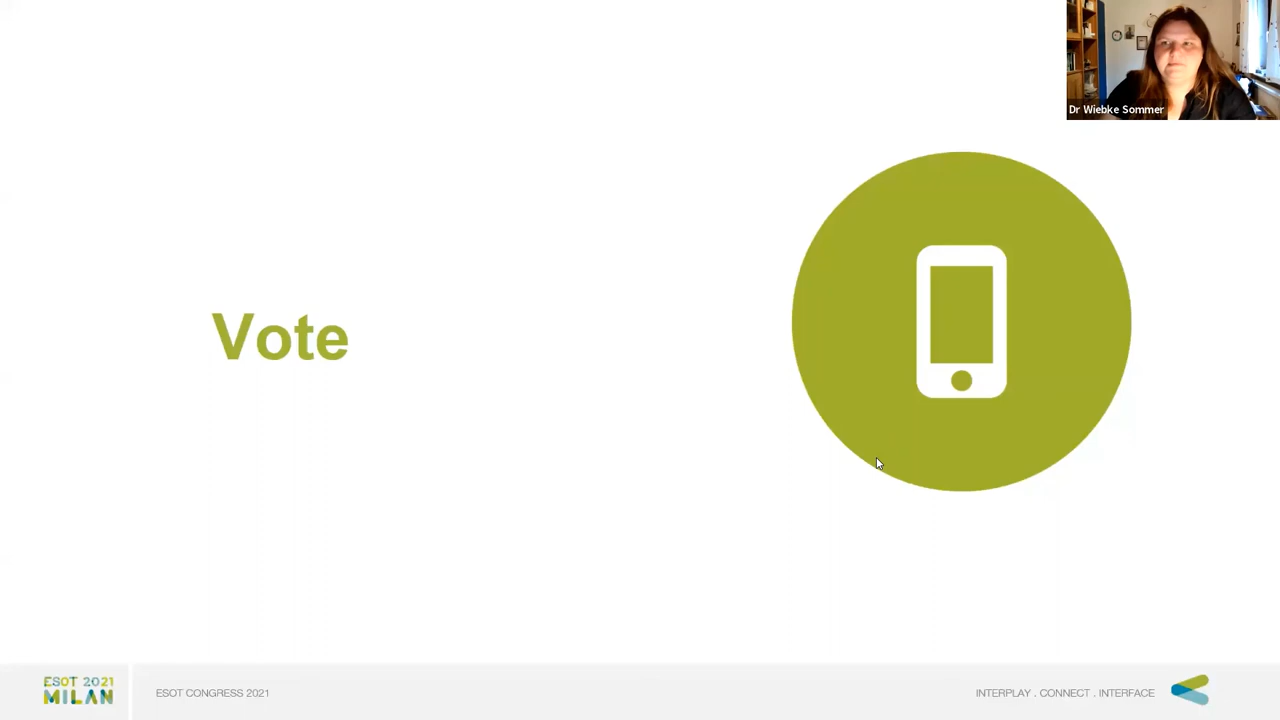 Dr Wiebke Sommer
Vote
ESOT 2021
MILAN
ESOT CONGRESS 2021
INTERPLAY . CONNECT . INTERFACE